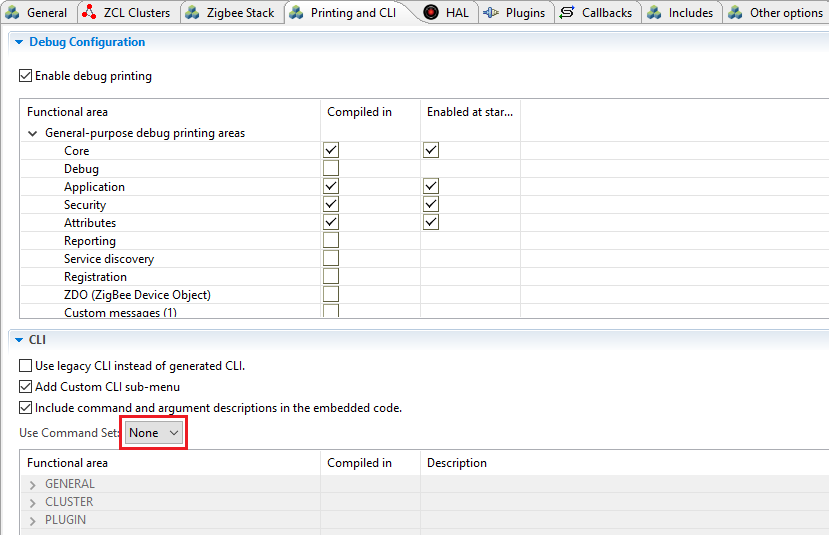 General ZCL Clusters Zigbee Stack Printing and CLI HAL Plugins Callbacks Includes Other options
Debug Configuration
Enable debug printing
Functional area Compiled in Enabled at star...
General-purpose debug printing areas
Core
Debug
Application
Security
Attributes
Reporting
Service discovery
Registration
ZDO (ZigBee Device Object)
Custom messages (1)
CLI
Use legacy CLI instead of generated CLI.
Add Custom CLI sub-menu
Include command and argument descriptions in the embedded code.
Use Command Set: None
Functional area Compiled in Description
GENERAL
CLUSTER
PLUGIN